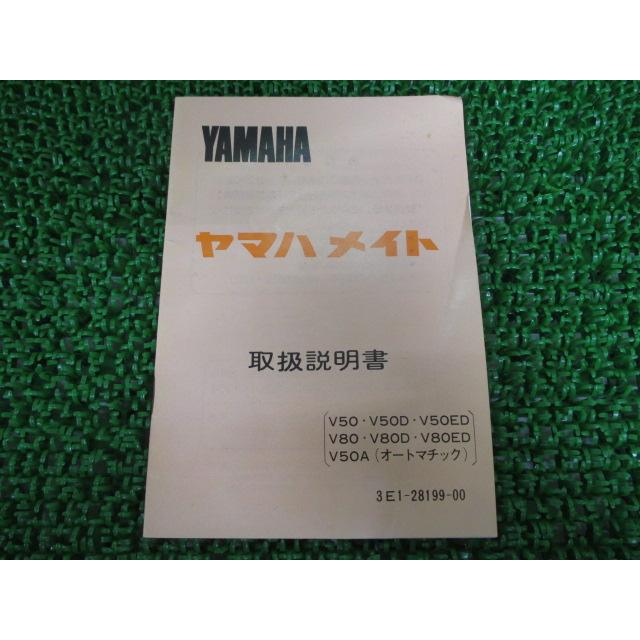 YAMAHA
ヤマハ メイト
取扱説明書
V50・V50D・V50ED
V80・V80D・V80ED
V50A(オートマチック)
3E1-28199-00